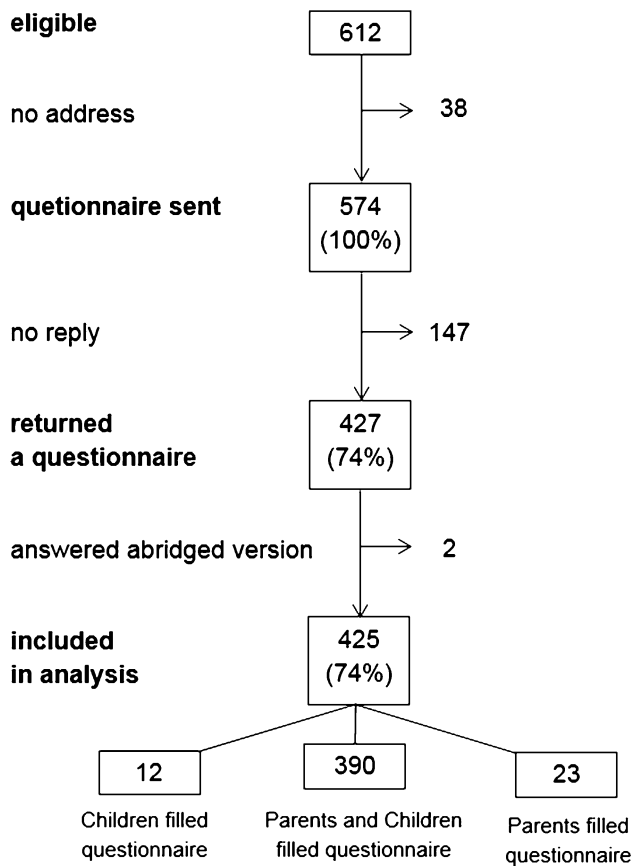 eligible
612
no address
38
quetionnaire sent
574
(100%)
no reply
147
returned
a questionnaire
427
(74%)
answered abridged version
2
included
in analysis
425
(74%)
12
390
23
Children filled
questionnaire
Parents and Children
filled questionnaire
Parents filled
questionnaire